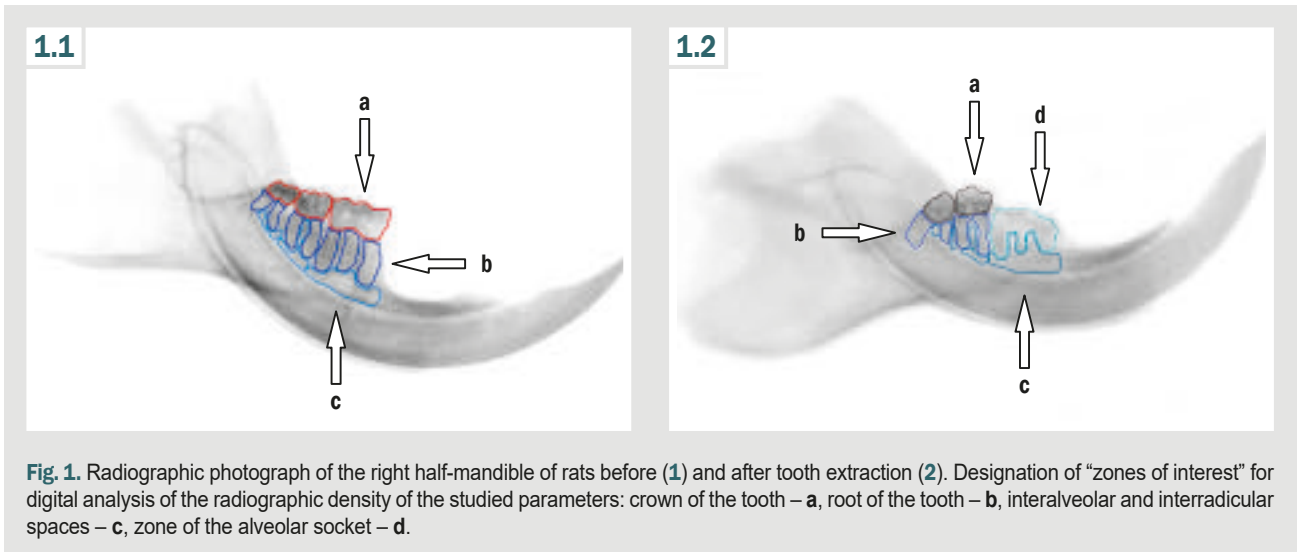 1.1
a
b
c
1.2
a
d
b
c
Fig. 1. Radiographic photograph of the right half-mandible of rats before (1) and after tooth extraction (2). Designation of “zones of interest” for
digital analysis of the radiographic density of the studied parameters: crown of the tooth – a, root of the tooth – b, interalveolar and interradicular
spaces – c, zone of the alveolar socket – d.